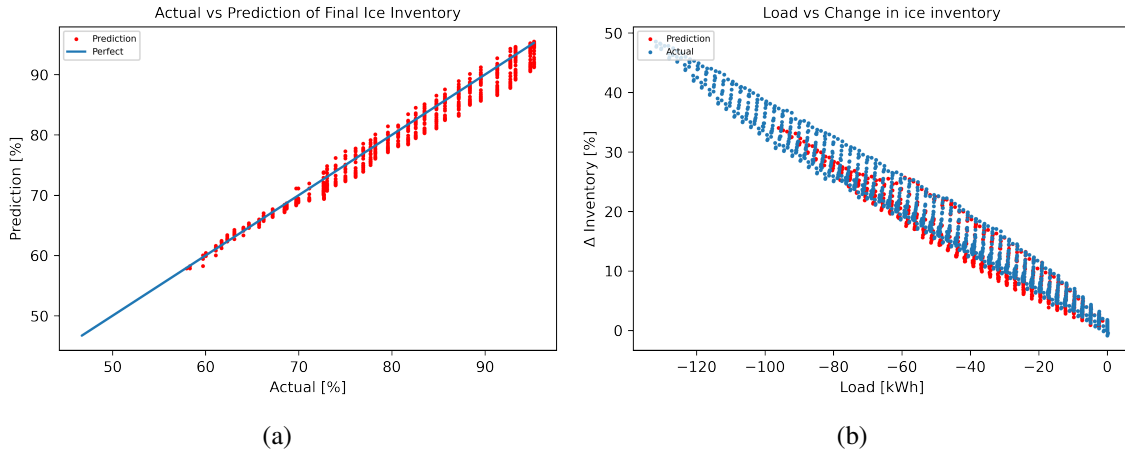 Actual vs Prediction of Final Ice Inventory
Prediction
Perfect
90
80
70
60
50
Prediction [%]
50 60 70 80 90
Actual [%]
(a)
Load vs Change in ice inventory
Prediction
Actual
50
40
30
20
10
0
Δ Inventory [%]
−120 −100 −80 −60 −40 −20 0
Load [kWh]
(b)